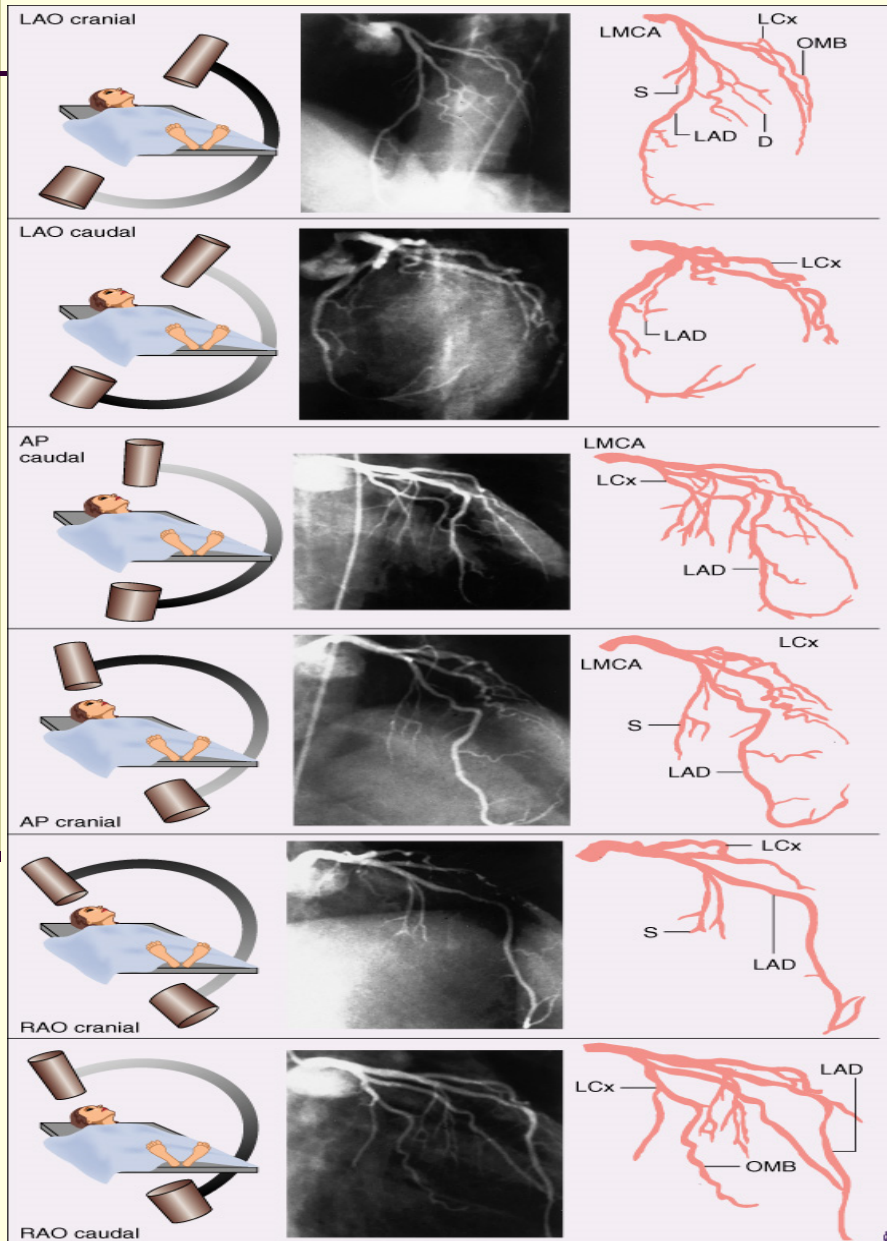 LAO cranial
LMCA
LCx
OMB
S
LAD
D
LAO caudal
LCx
LAD
AP
caudal
LMCA
LCx
LAD
LCx
LMCA
S
LAD
AP cranial
LCx
S
LAD
RAO cranial
LAD
LCx
OMB
RAO caudal